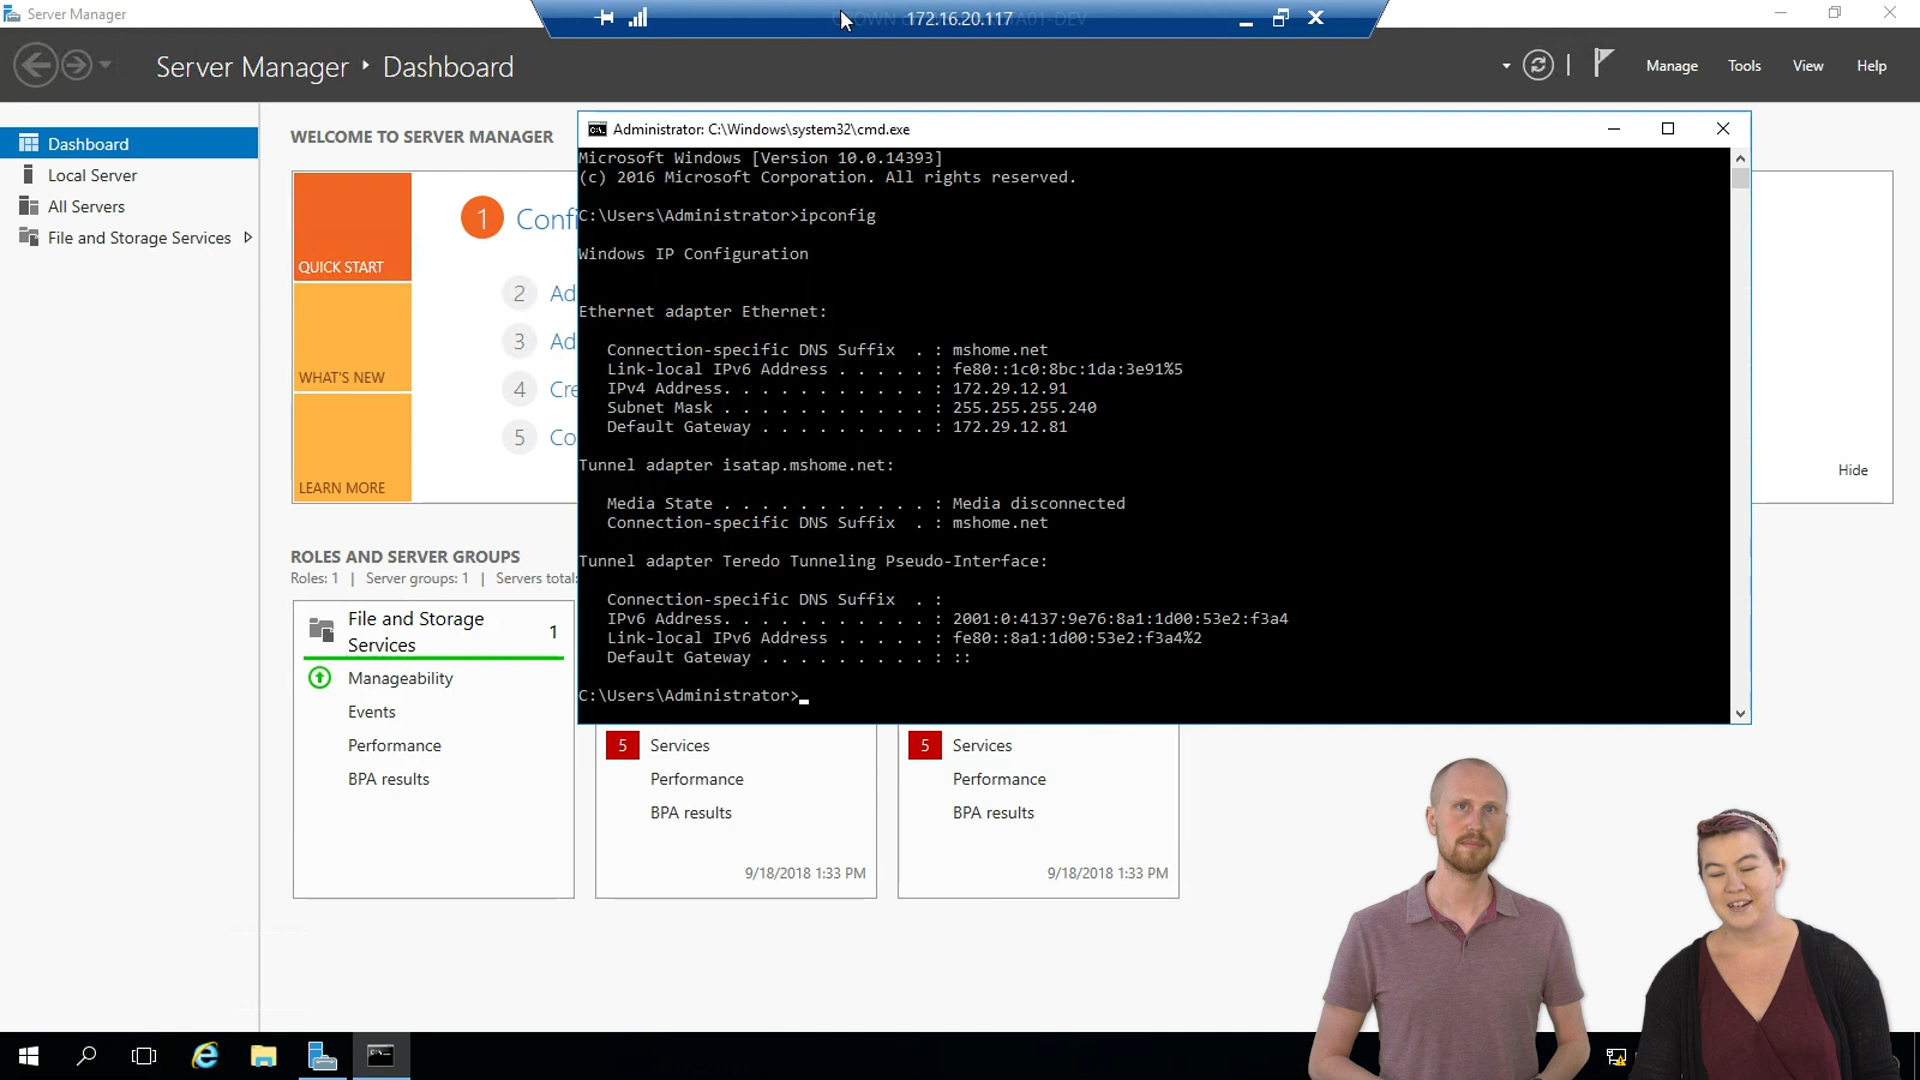 Server Manager
172.16.20.117
Server Manager • Dashboard
Manage Tools View Help
Dashboard
Local Server
All Servers
File and Storage Services
WELCOME TO SERVER MANAGER
QUICK START
WHAT'S NEW
LEARN MORE
1 Confi
2 Ad
3 Ad
4 Cre
5 Co
Hide
Administrator: C:\Windows\system32\cmd.exe
Microsoft Windows [Version 10.0.14393]
(c) 2016 Microsoft Corporation. All rights reserved.
C:\Users\Administrator>ipconfig
Windows IP Configuration
Ethernet adapter Ethernet:
Connection-specific DNS Suffix . : mshome.net
Link-local IPv6 Address . . . . . : fe80::1c0:8bc:1da:3e91%5
IPv4 Address. . . . . . . . . . . : 172.29.12.91
Subnet Mask . . . . . . . . . . . : 255.255.255.240
Default Gateway . . . . . . . . . : 172.29.12.81
Tunnel adapter isatap.mshome.net:
Media State . . . . . . . . . . . : Media disconnected
Connection-specific DNS Suffix . : mshome.net
Tunnel adapter Teredo Tunneling Pseudo-Interface:
Connection-specific DNS Suffix . :
IPv6 Address. . . . . . . . . . . : 2001:0:4137:9e76:8a1:1d00:53e2:f3a4
Link-local IPv6 Address . . . . . : fe80::8a1:1d00:53e2:f3a4%2
Default Gateway . . . . . . . . . : ::
C:\Users\Administrator>_
ROLES AND SERVER GROUPS
Roles: 1 | Server groups: 1 | Servers total:
File and Storage
Services
1
Manageability
Events
Performance
BPA results
5 Services
Performance
BPA results
9/18/2018 1:33 PM
5 Services
Performance
BPA results
9/18/2018 1:33 PM